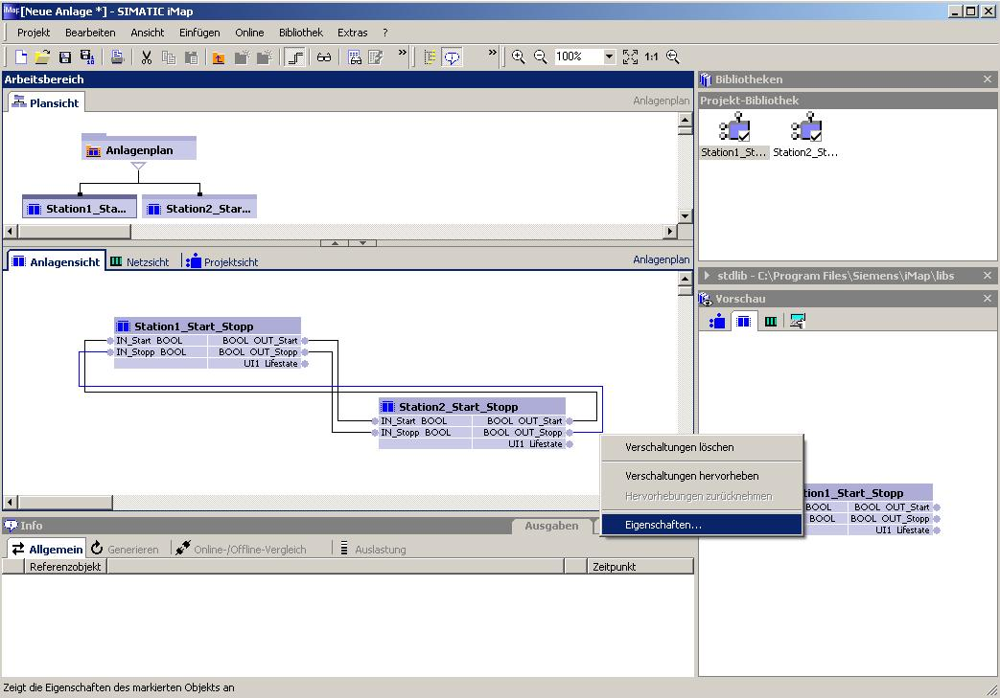 [Neue Anlage *] - SIMATIC iMap
Projekt Bearbeiten Ansicht Einfügen Online Bibliothek Extras ?
100% 1:1
Arbeitsbereich
Plansicht
Anlagenplan
Anlagenplan
Station1_Sta...
Station2_Star...
Anlagensicht
Netzsicht
Projektsicht
Anlagenplan
Station1_Start_Stopp
IN_Start BOOL
BOOL OUT_Start
IN_Stopp BOOL
BOOL OUT_Stopp
UI1 Lifestate
Station2_Start_Stopp
IN_Start BOOL
BOOL OUT_Start
IN_Stopp BOOL
BOOL OUT_Stopp
UI1 Lifestate
Verschaltungen löschen
Verschaltungen hervorheben
Hervorhebungen zurücknehmen
Eigenschaften...
Bibliotheken
Projekt-Bibliothek
Station1_St...
Station2_St...
stdlib - C:\Program Files\Siemens\iMap\libs
Vorschau
tion1_Start_Stopp
BOOL
BOOL OUT_Start
BOOL
BOOL OUT_Stopp
UI1 Lifestate
Info
Ausgaben
Allgemein
Generieren
Online-/Offline-Vergleich
Auslastung
Referenzobjekt
Zeitpunkt
Zeigt die Eigenschaften des markierten Objekts an